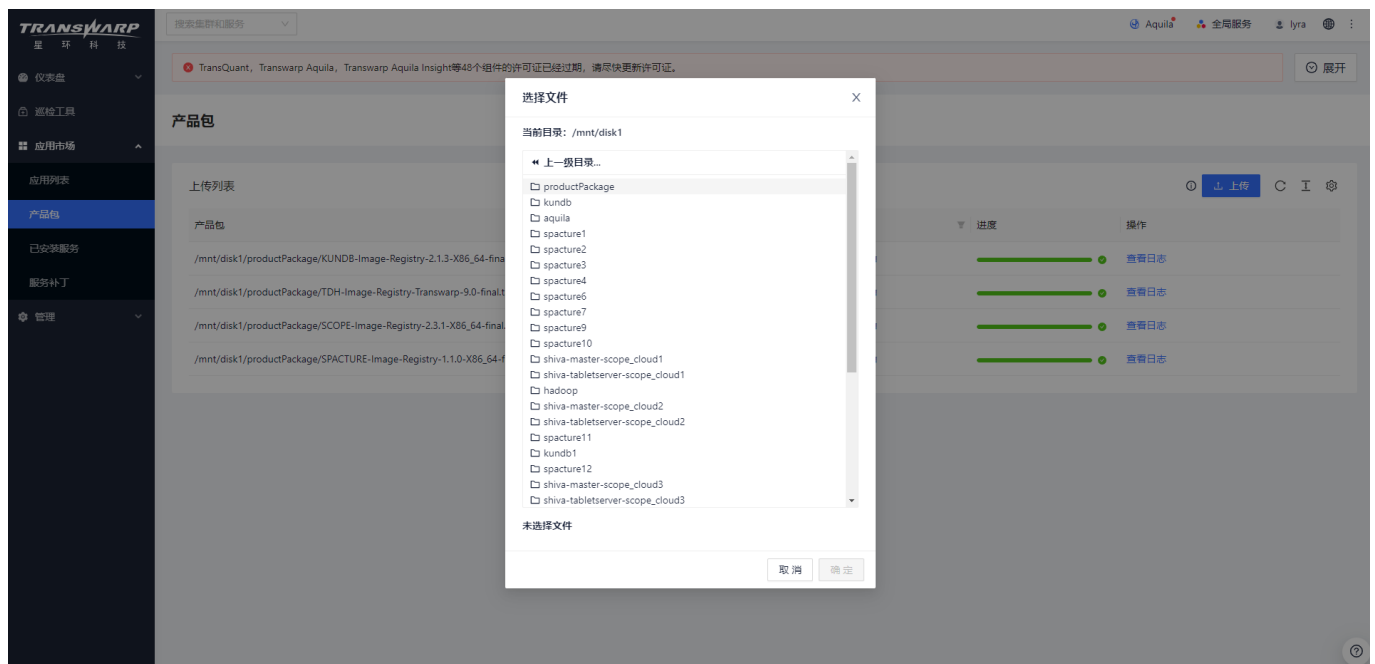 TRANSWARP
星 环 科 技
搜索集群和服务
Aquila
全局服务
lyra
仪表盘
巡检工具
应用市场
应用列表
产品包
已安装服务
服务补丁
管理
TransQuant, Transwarp Aquila, Transwarp Aquila Insight等48个组件的许可证已经过期，请尽快更新许可证。
展开
产品包
上传列表
上传
产品包
进度
操作
/mnt/disk1/productPackage/KUNDB-Image-Registry-2.1.3-X86_64-fina
查看日志
/mnt/disk1/productPackage/TDH-Image-Registry-Transwarp-9.0-final.t
查看日志
/mnt/disk1/productPackage/SCOPE-Image-Registry-2.3.1-X86_64-final.
查看日志
/mnt/disk1/productPackage/SPACTURE-Image-Registry-1.1.0-X86_64-f
查看日志
选择文件
当前目录: /mnt/disk1
上一级目录...
productPackage
kundb
aquila
spacture1
spacture2
spacture3
spacture4
spacture6
spacture7
spacture9
spacture10
shiva-master-scope_cloud1
shiva-tabletserver-scope_cloud1
hadoop
shiva-master-scope_cloud2
shiva-tabletserver-scope_cloud2
spacture11
kundb1
spacture12
shiva-master-scope_cloud3
shiva-tabletserver-scope_cloud3
未选择文件
取 消
确 定